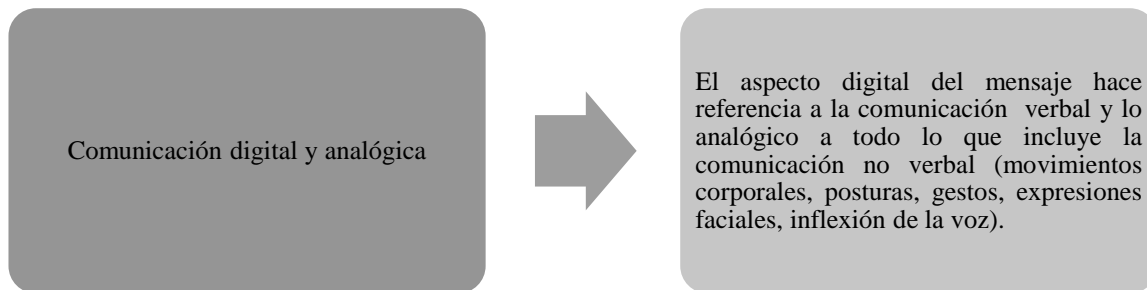 Comunicación digital y analógica
El aspecto digital del mensaje hace
referencia a la comunicación verbal y lo
analógico a todo lo que incluye la
comunicación no verbal (movimientos
corporales, posturas, gestos, expresiones
faciales, inflexión de la voz).